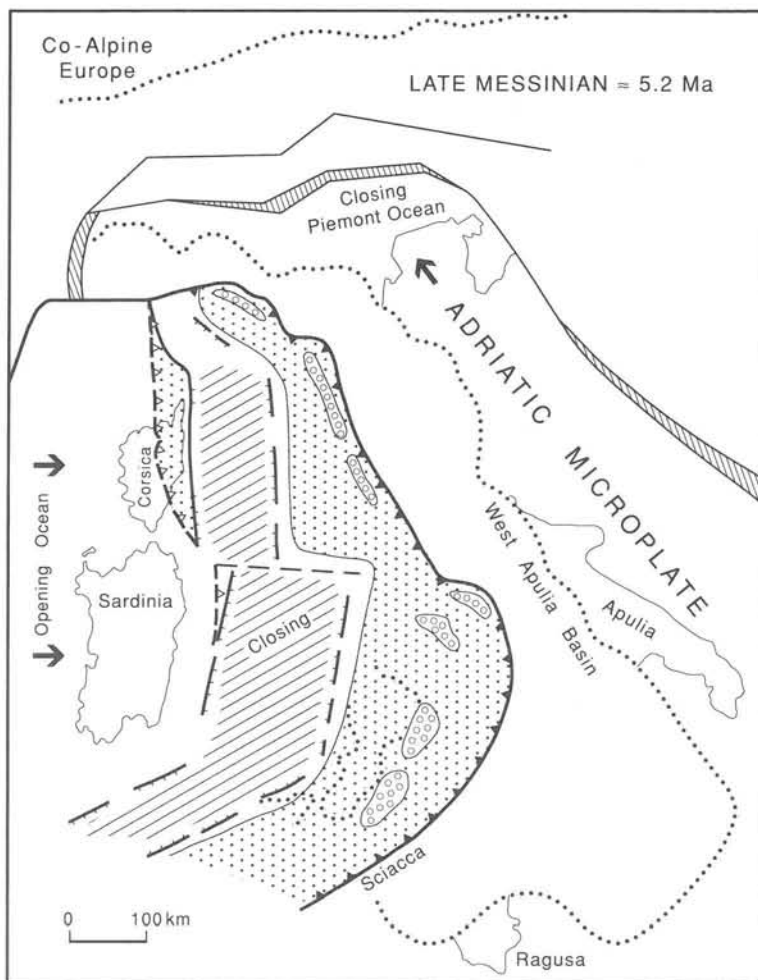 Co-Alpine
Europe
LATE MESSINIAN ≈ 5.2 Ma
Closing
Piemont Ocean
ADRIATIC MICROPLATE
Corsica
Opening Ocean
Sardinia
Closing
West Apulia Basin
Apulia
Sciacca
0 100 km
Ragusa